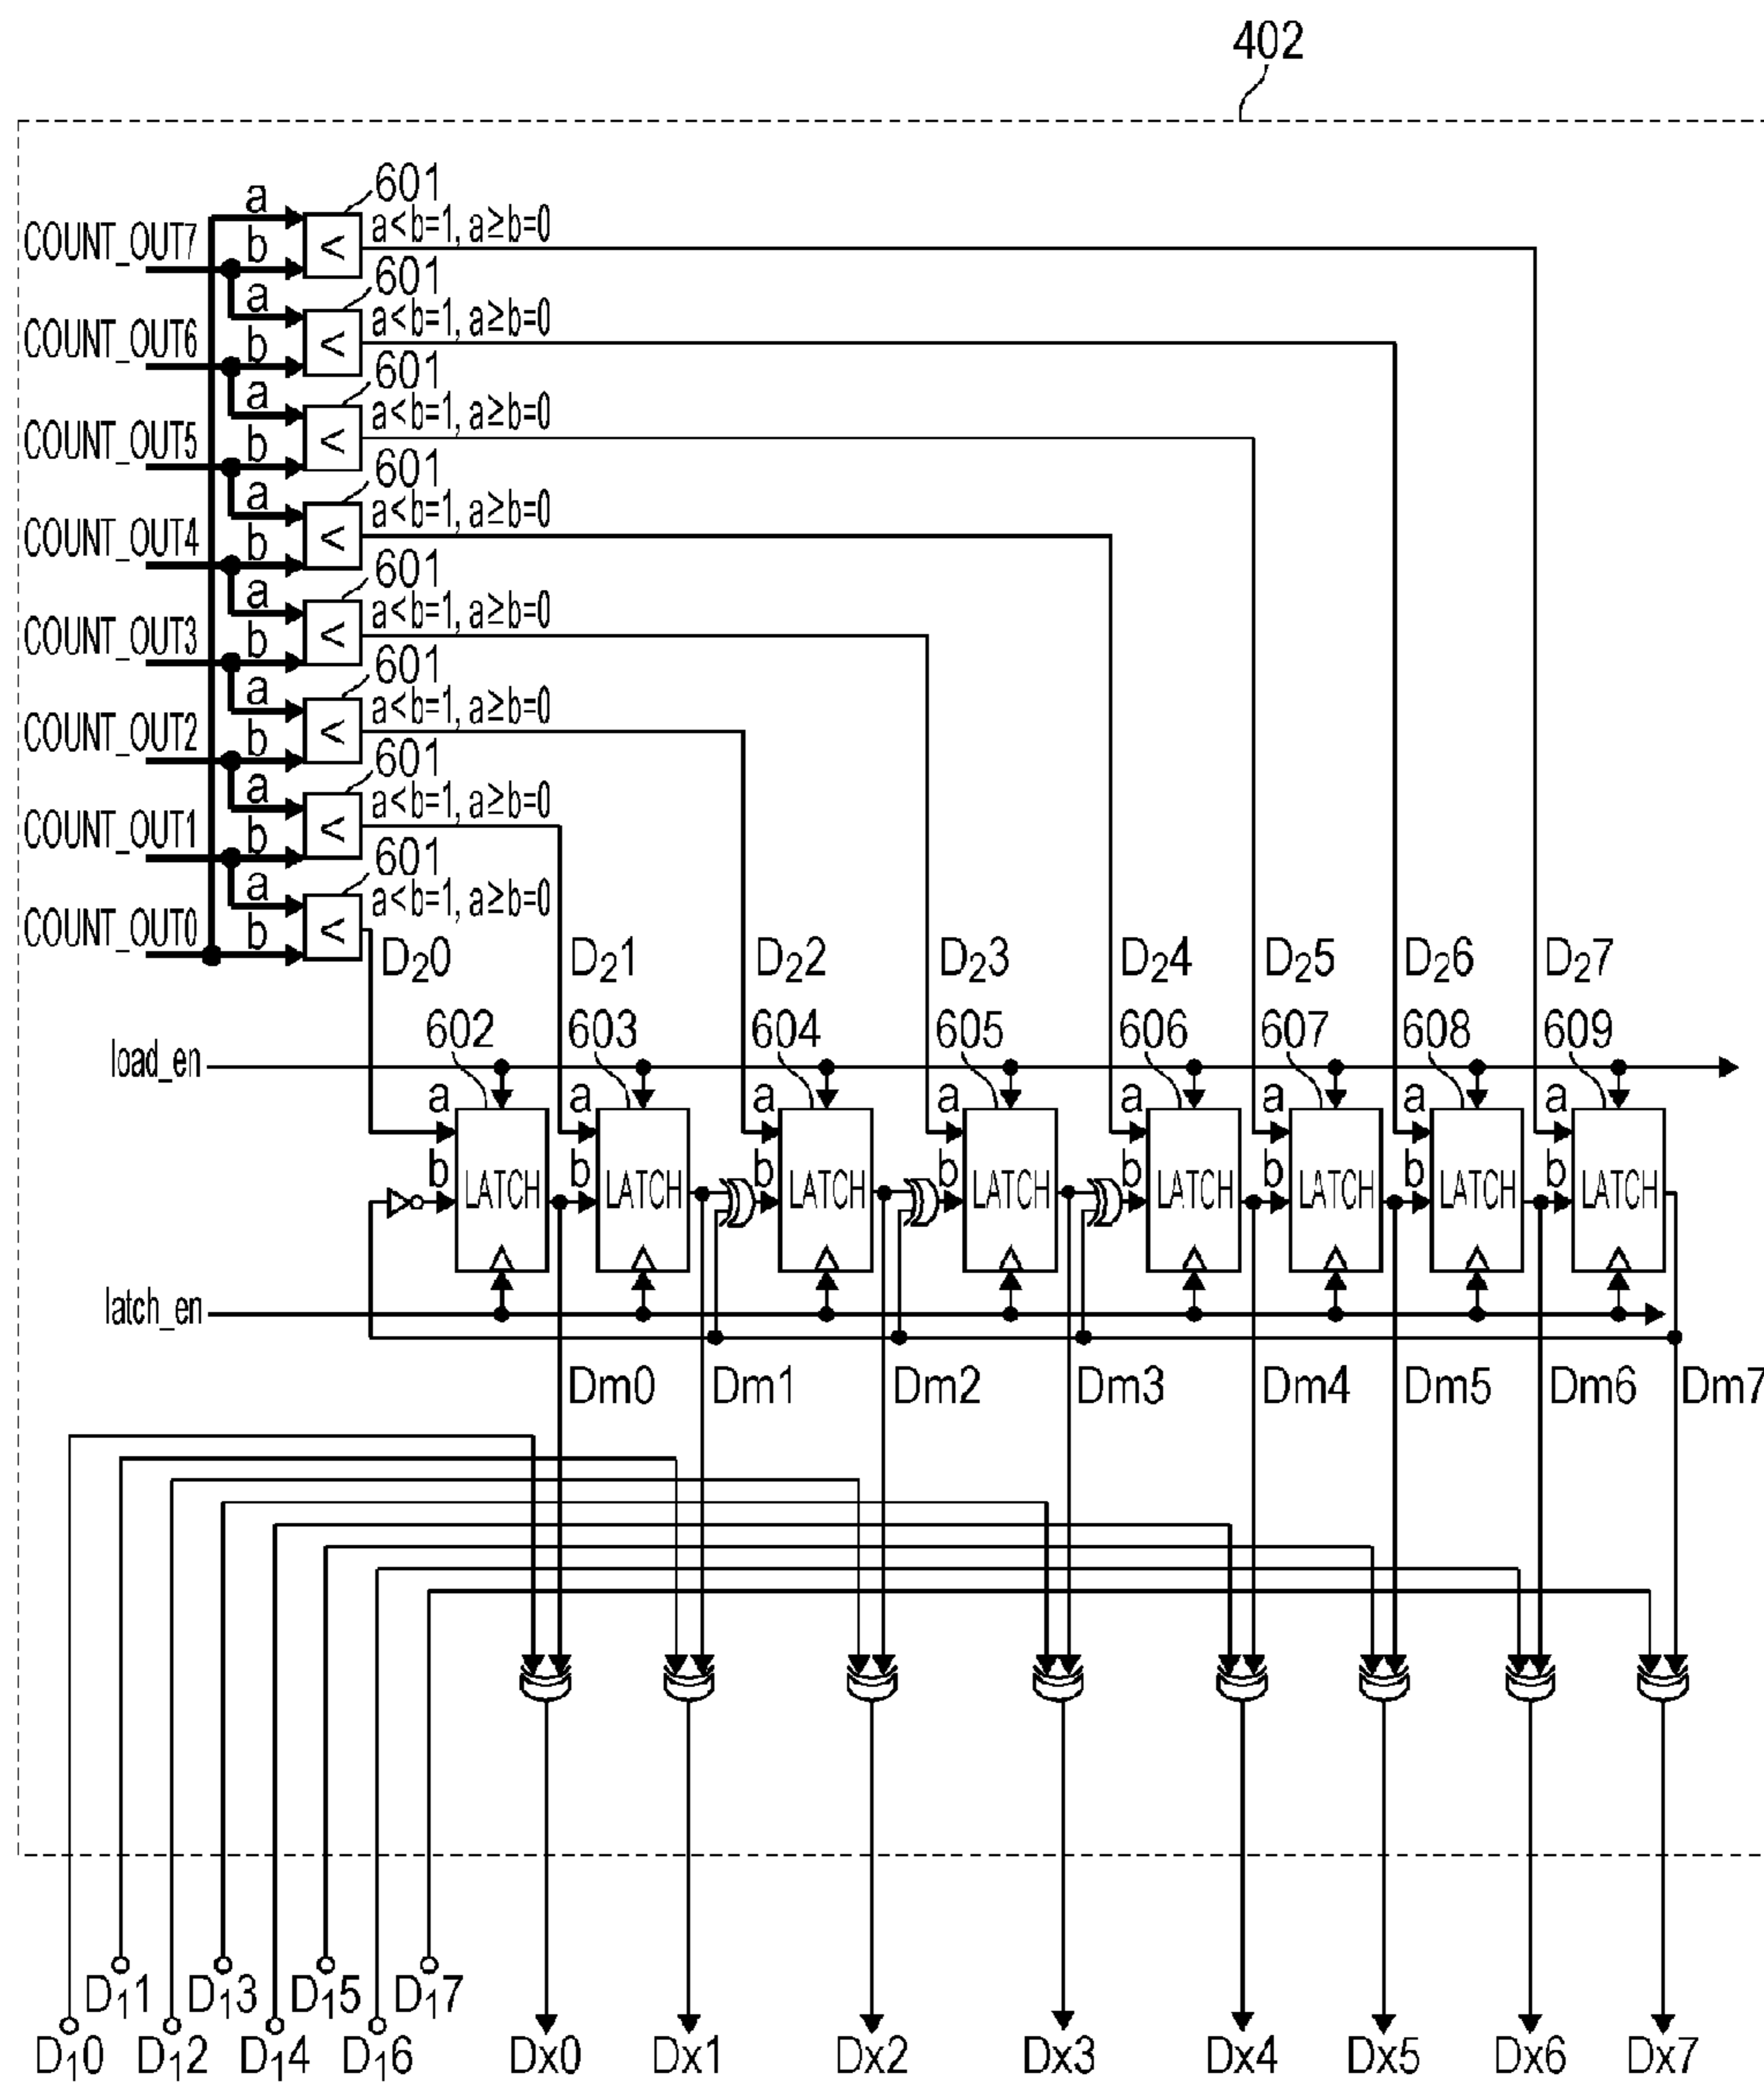 402
601
a
a<b=1, a≥b=0
COUNT_OUT7
b
<
601
a
a<b=1, a≥b=0
COUNT_OUT6
b
<
601
a
a<b=1, a≥b=0
COUNT_OUT5
b
<
601
a
a<b=1, a≥b=0
COUNT_OUT4
b
<
601
a
a<b=1, a≥b=0
COUNT_OUT3
b
<
601
a
a<b=1, a≥b=0
COUNT_OUT2
b
<
601
a
a<b=1, a≥b=0
COUNT_OUT1
b
<
601
a
a<b=1, a≥b=0
COUNT_OUT0
b
<
D₂0 D₂1 D₂2 D₂3 D₂4 D₂5 D₂6 D₂7
602 603 604 605 606 607 608 609
load_en
a a a a a a a a
b b b b b b b b
LATCH LATCH LATCH LATCH LATCH LATCH LATCH LATCH
latch_en
Dm0 Dm1 Dm2 Dm3 Dm4 Dm5 Dm6 Dm7
D₁1 D₁3 D₁5 D₁7
D₁0 D₁2 D₁4 D₁6 Dx0 Dx1 Dx2 Dx3 Dx4 Dx5 Dx6 Dx7